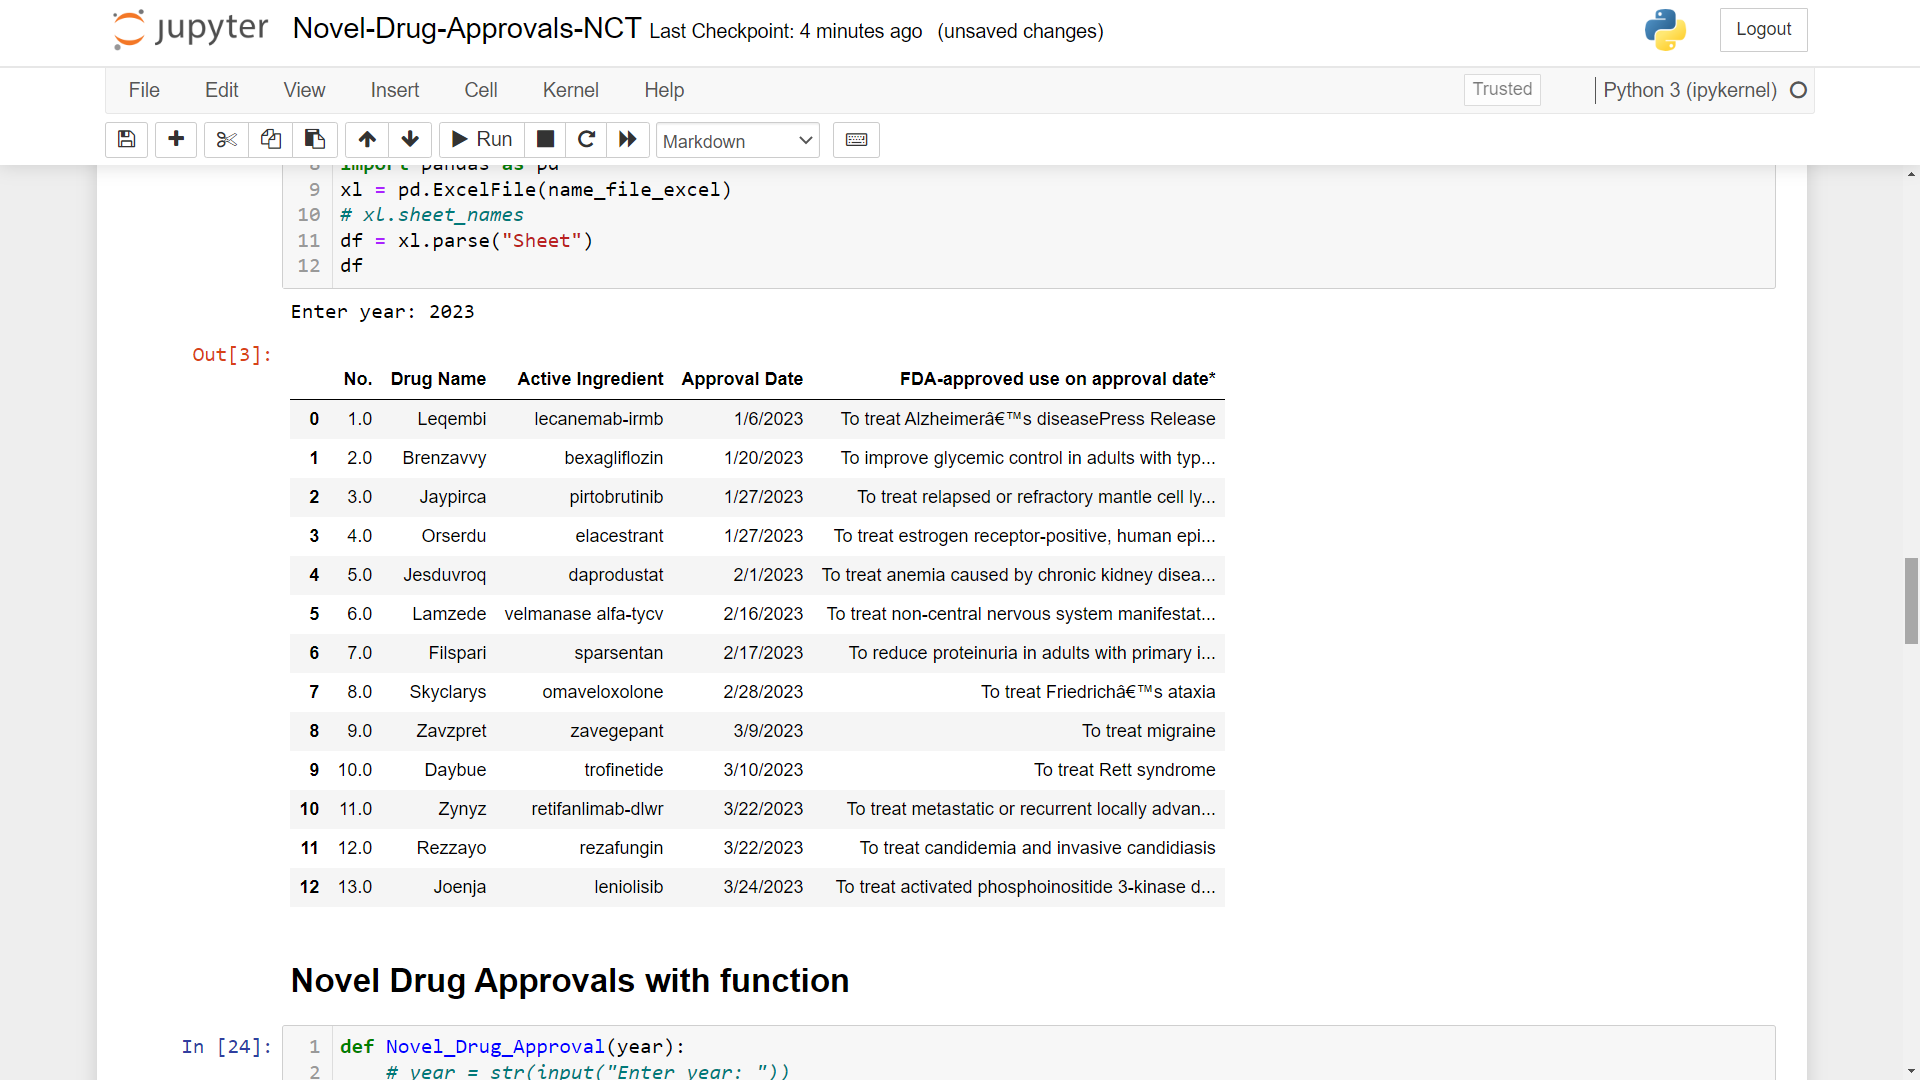 jupyter Novel-Drug-Approvals-NCT Last Checkpoint: 4 minutes ago (unsaved changes) Logout
File Edit View Insert Cell Kernel Help Trusted Python 3 (ipykernel)
Run Markdown
8 import pandas as pd
9 xl = pd.ExcelFile(name_file_excel)
10 # xl.sheet_names
11 df = xl.parse("Sheet")
12 df
Enter year: 2023
Out[3]:
No. Drug Name Active Ingredient Approval Date FDA-approved use on approval date*
0 1.0 Leqembi lecanemab-irmb 1/6/2023 To treat Alzheimerâ€™s diseasePress Release
1 2.0 Brenzavvy bexagliflozin 1/20/2023 To improve glycemic control in adults with typ...
2 3.0 Jaypirca pirtobrutinib 1/27/2023 To treat relapsed or refractory mantle cell ly...
3 4.0 Orserdu elacestrant 1/27/2023 To treat estrogen receptor-positive, human epi...
4 5.0 Jesduvroq daprodustat 2/1/2023 To treat anemia caused by chronic kidney disea...
5 6.0 Lamzede velmanase alfa-tycv 2/16/2023 To treat non-central nervous system manifestat...
6 7.0 Filspari sparsentan 2/17/2023 To reduce proteinuria in adults with primary i...
7 8.0 Skyclarys omaveloxolone 2/28/2023 To treat Friedrichâ€™s ataxia
8 9.0 Zavzpret zavegepant 3/9/2023 To treat migraine
9 10.0 Daybue trofinetide 3/10/2023 To treat Rett syndrome
10 11.0 Zynyz retifanlimab-dlwr 3/22/2023 To treat metastatic or recurrent locally advan...
11 12.0 Rezzayo rezafungin 3/22/2023 To treat candidemia and invasive candidiasis
12 13.0 Joenja leniolisib 3/24/2023 To treat activated phosphoinositide 3-kinase d...
Novel Drug Approvals with function
In [24]: 1 def Novel_Drug_Approval(year):
2 # year = str(input("Enter year: "))